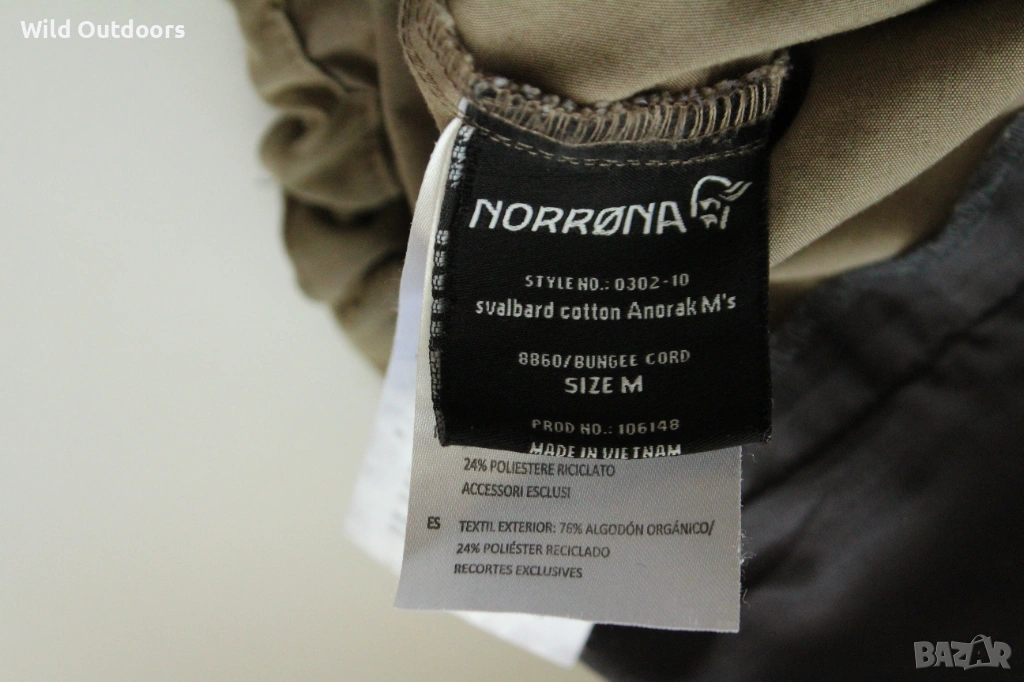 Wild Outdoors
NORRØNA
STYLE NO.: 0302-10
svalbard cotton Anorak M's
8860/BUNGEE CORD
SIZE M
PROD NO.: 106148
MADE IN VIETNAM
24% POLIESTERE RICICLATO
ACCESSORI ESCLUSI
ES TEXTIL EXTERIOR: 76% ALGODÓN ORGÁNICO/
24% POLIÉSTER RECICLADO
RECORTES EXCLUSIVES
BAZAR